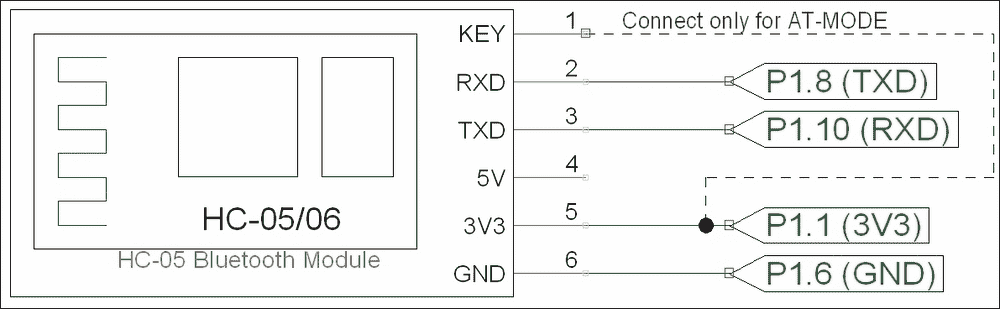 KEY 1 Connect only for AT-MODE
RXD 2 P1.8 (TXD)
TXD 3 P1.10 (RXD)
5V 4
3V3 5 P1.1 (3V3)
GND 6 P1.6 (GND)
HC-05/06
HC-05 Bluetooth Module